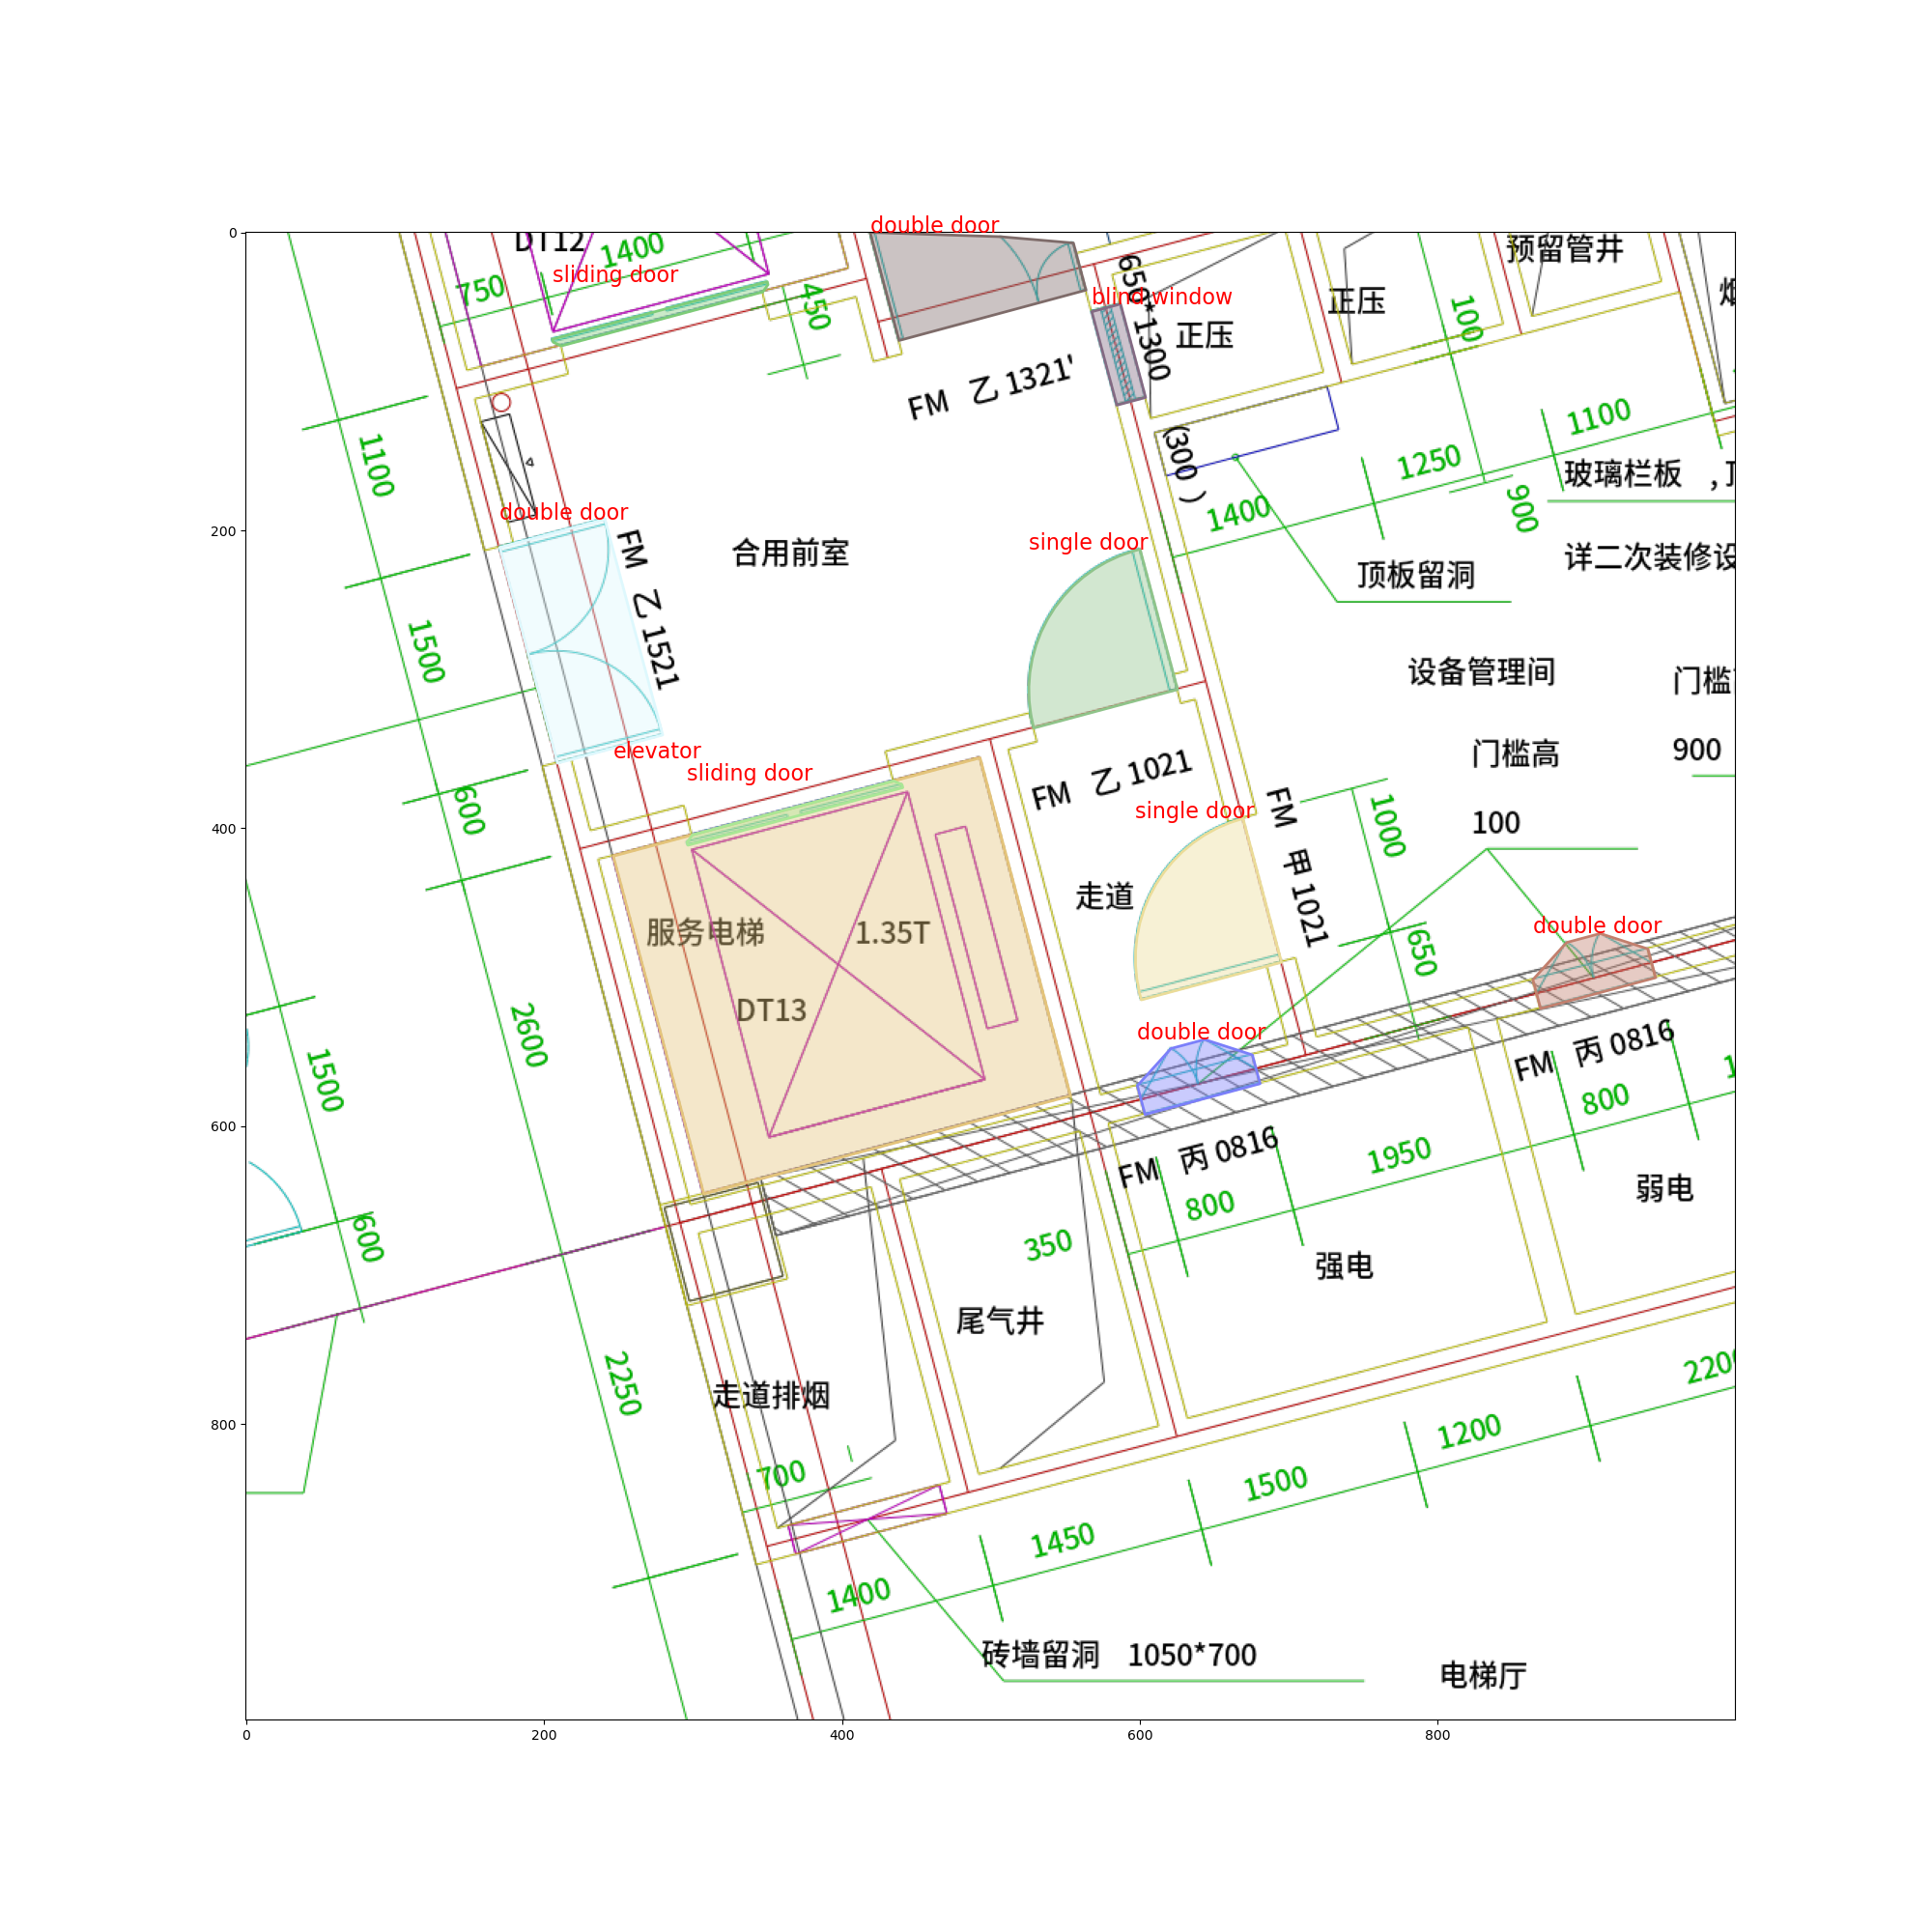 double door
DT12
1400
预留管井
sliding door
750
450
650*1300
blind window
正压
正压
100
FM 乙 1321'
1100
1100
1250
玻璃栏板 ,
(300 )
1400
900
double door
FM 乙 1521
合用前室
single door
顶板留洞
详二次装修设
1500
设备管理间
门槛
elevator
sliding door
门槛高
900
FM 乙 1021
600
single door
FM 甲 1021
1000
100
走道
服务电梯
1.35T
650
double door
DT13
2600
double door
FM 丙 0816
1500
800
FM 丙 0816
1950
弱电
800
600
350
强电
尾气井
2250
走道排烟
2200
1200
700
1500
1450
1400
砖墙留洞 1050*700
电梯厅
0
200
400
600
800
0
200
400
600
800